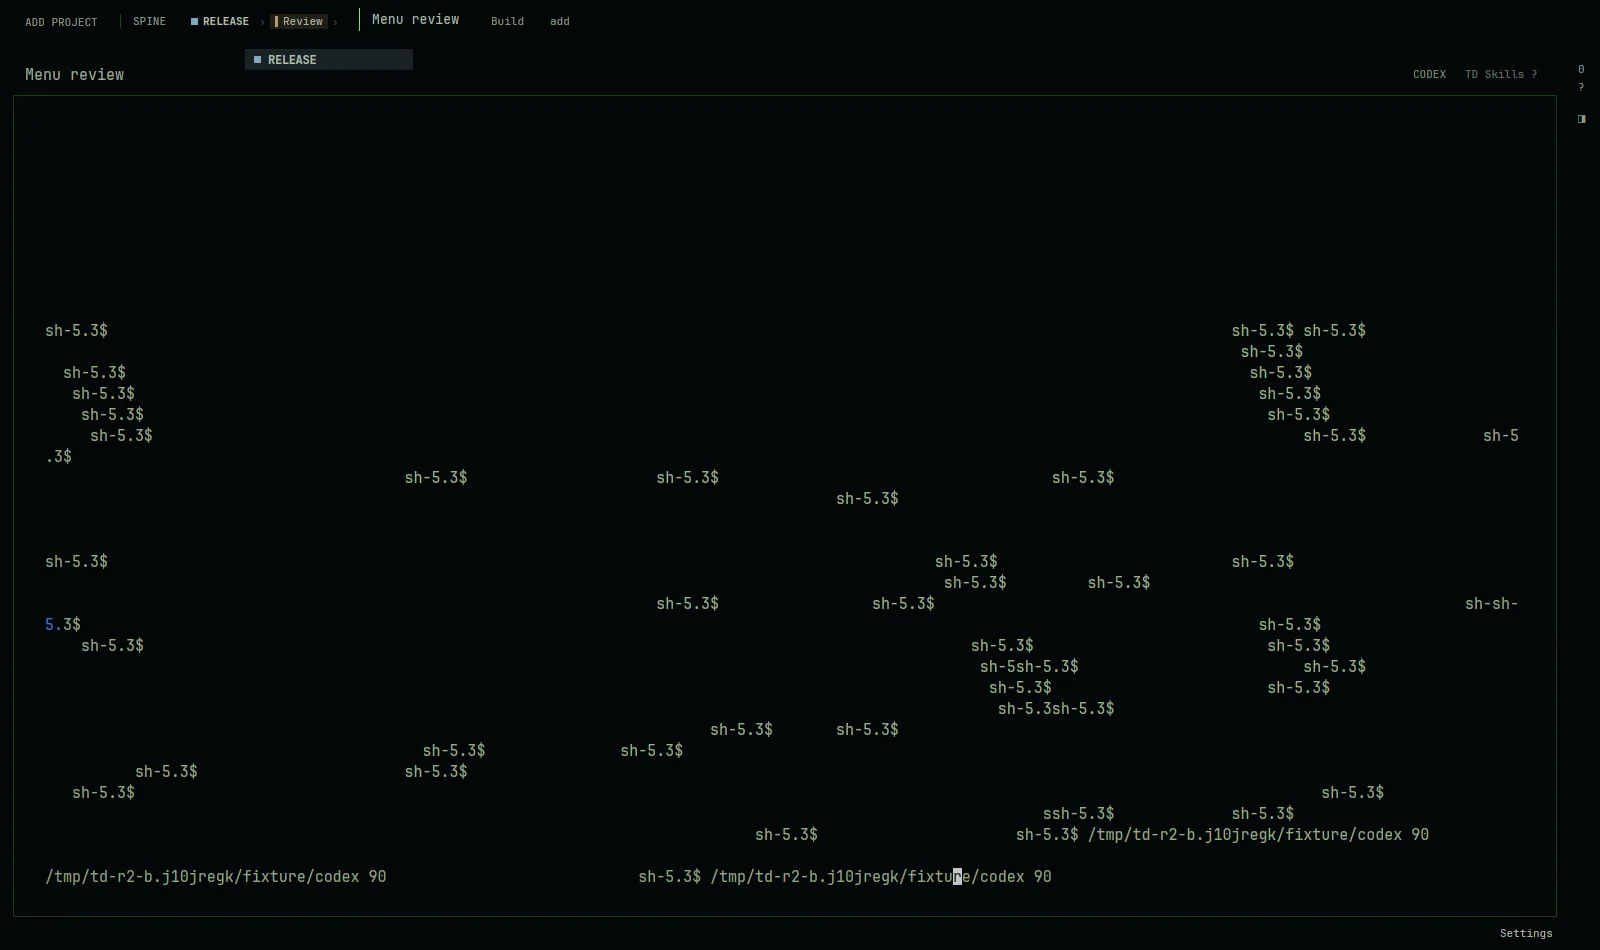 ADD PROJECT SPINE RELEASE › Review › Menu review Build add
RELEASE
Menu review CODEX TD Skills ?
0
?
sh-5.3$ sh-5.3$ sh-5.3$
sh-5.3$
sh-5.3$ sh-5.3$
sh-5.3$ sh-5.3$
sh-5.3$ sh-5.3$
sh-5.3$ sh-5.3$ sh-5
.3$
sh-5.3$ sh-5.3$ sh-5.3$
sh-5.3$
sh-5.3$ sh-5.3$ sh-5.3$
sh-5.3$ sh-5.3$
sh-5.3$ sh-5.3$ sh-sh-
5.3$ sh-5.3$
sh-5.3$ sh-5.3$ sh-5.3$
sh-5sh-5.3$ sh-5.3$
sh-5.3$ sh-5.3$
sh-5.3sh-5.3$
sh-5.3$ sh-5.3$
sh-5.3$ sh-5.3$
sh-5.3$ sh-5.3$
sh-5.3$ sh-5.3$
ssh-5.3$ sh-5.3$
sh-5.3$ sh-5.3$ /tmp/td-r2-b.j10jregk/fixture/codex 90
/tmp/td-r2-b.j10jregk/fixture/codex 90 sh-5.3$ /tmp/td-r2-b.j10jregk/fixture/codex 90
Settings